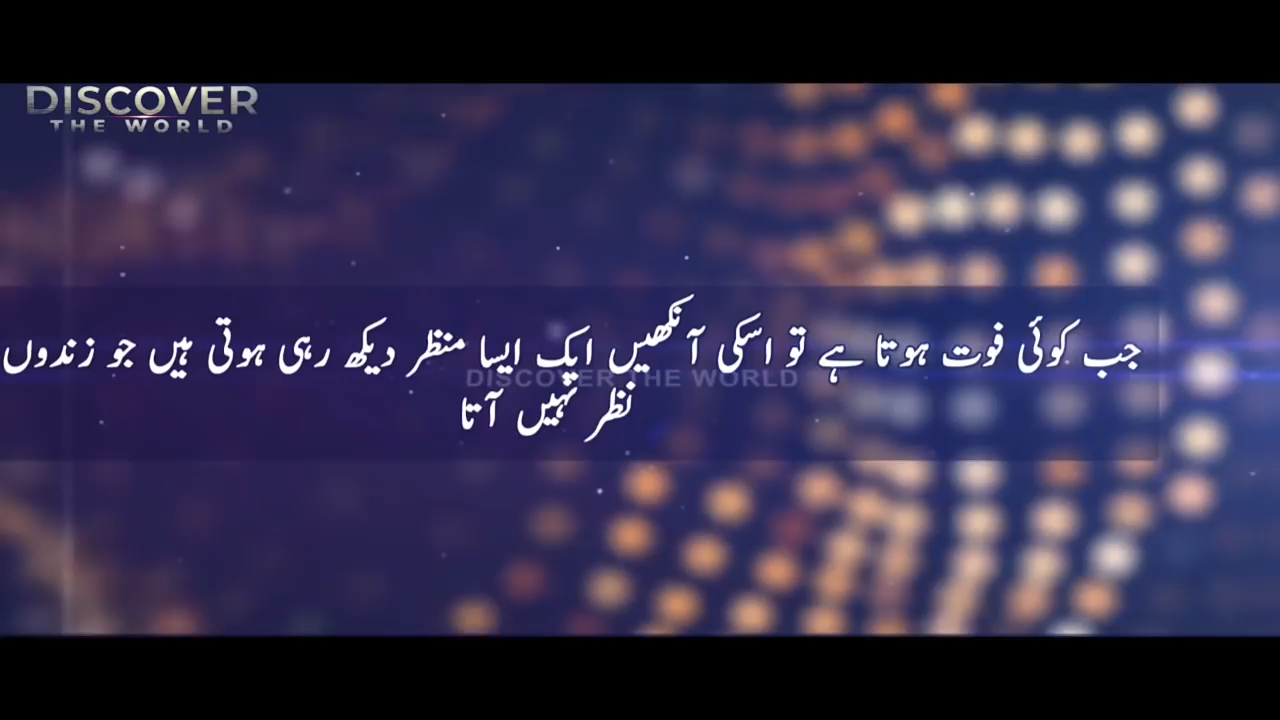 DISCOVER
THE WORLD
جب کوئی فوت ہوتا ہے تو اسکی آنکھیں ایک ایسا منظر دیکھ رہی ہوتی ہیں جو زندوں
DISCOVER THE WORLD
نظر نہیں آتا